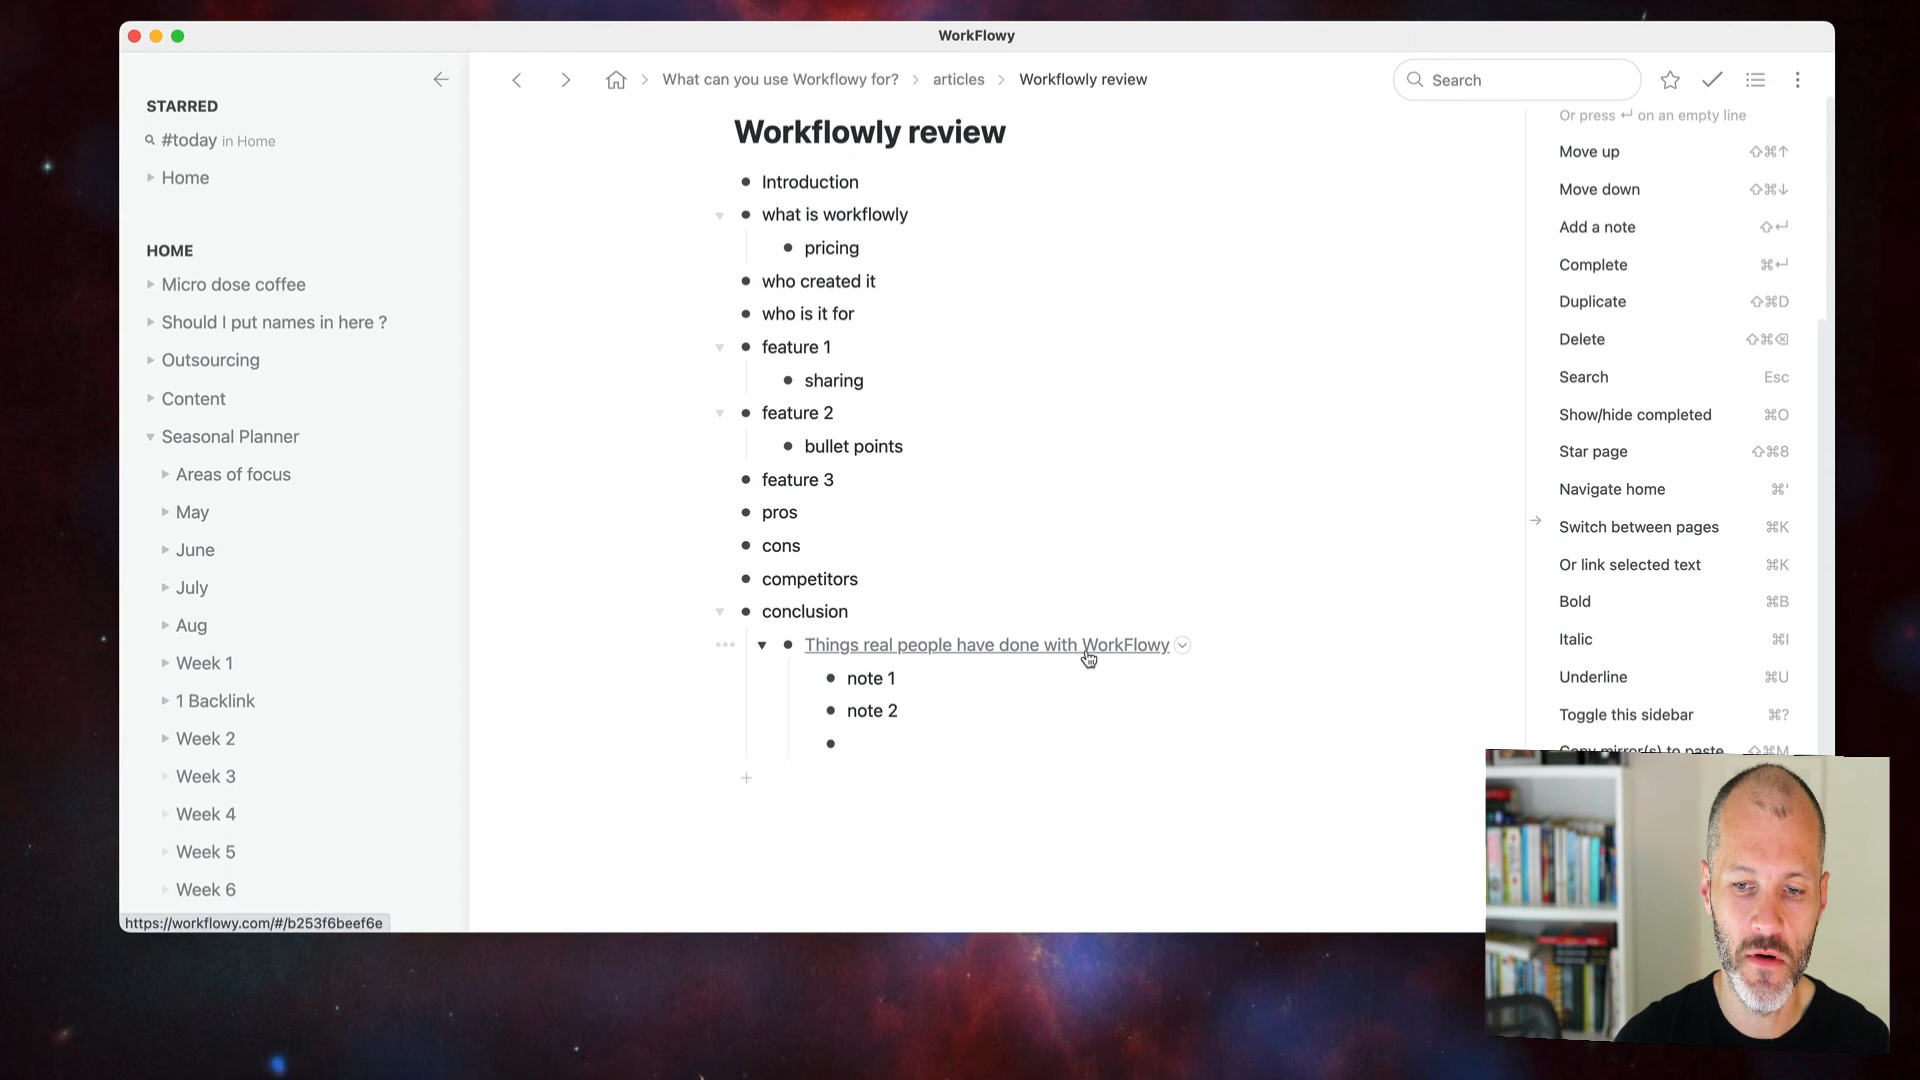 WorkFlowy
STARRED
#today in Home
Home
HOME
Micro dose coffee
Should I put names in here ?
Outsourcing
Content
Seasonal Planner
Areas of focus
May
June
July
Aug
Week 1
1 Backlink
Week 2
Week 3
Week 4
Week 5
Week 6
https://workflowy.com/#/b253f6beef6e
What can you use Workflowy for? > articles > Workflowly review
Search
Workflowly review
Introduction
what is workflowly
pricing
who created it
who is it for
feature 1
sharing
feature 2
bullet points
feature 3
pros
cons
competitors
conclusion
Things real people have done with WorkFlowy
note 1
note 2
Or press ↵ on an empty line
Move up ⇧⌘↑
Move down ⇧⌘↓
Add a note ⇧↵
Complete ⌘↵
Duplicate ⇧⌘D
Delete ⇧⌘⌫
Search Esc
Show/hide completed ⌘O
Star page ⇧⌘8
Navigate home ⌘'
Switch between pages ⌘K
Or link selected text ⌘K
Bold ⌘B
Italic ⌘I
Underline ⌘U
Toggle this sidebar ⌘?
Copy mirror(s) to paste ⇧⌘M